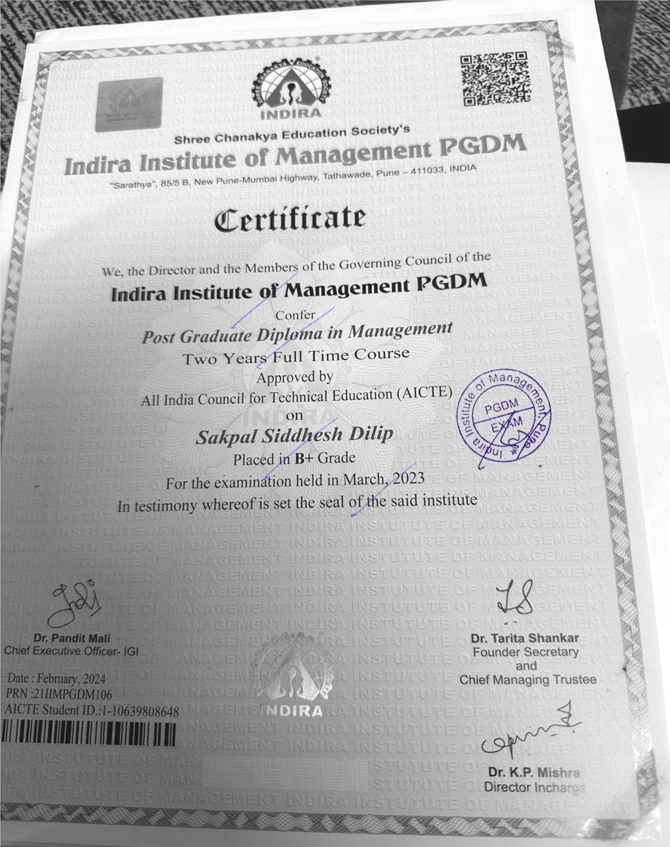 INDIRA
Shree Chanakya Education Society's
Indira Institute of Management PGDM
"Sarathya", 85/5 B, New Pune-Mumbai Highway, Tathawade, Pune – 411033, INDIA
Certificate
We, the Director and the Members of the Governing Council of the
Indira Institute of Management PGDM
Confer
Post Graduate Diploma in Management
Two Years Full Time Course
Approved by
All India Council for Technical Education (AICTE)
on
Sakpal Siddhesh Dilip
Placed in B+ Grade
For the examination held in March, 2023
In testimony whereof is set the seal of the said institute
Indira Institute of Management, Pune
PGDM
EXAM
Dr. Pandit Mali
Chief Executive Officer- IGI
Date : February, 2024
PRN :21IIMPGDM106
AICTE Student ID.:1-10639808648
INDIRA
Dr. Tarita Shankar
Founder Secretary
and
Chief Managing Trustee
Dr. K.P. Mishra
Director Incharge